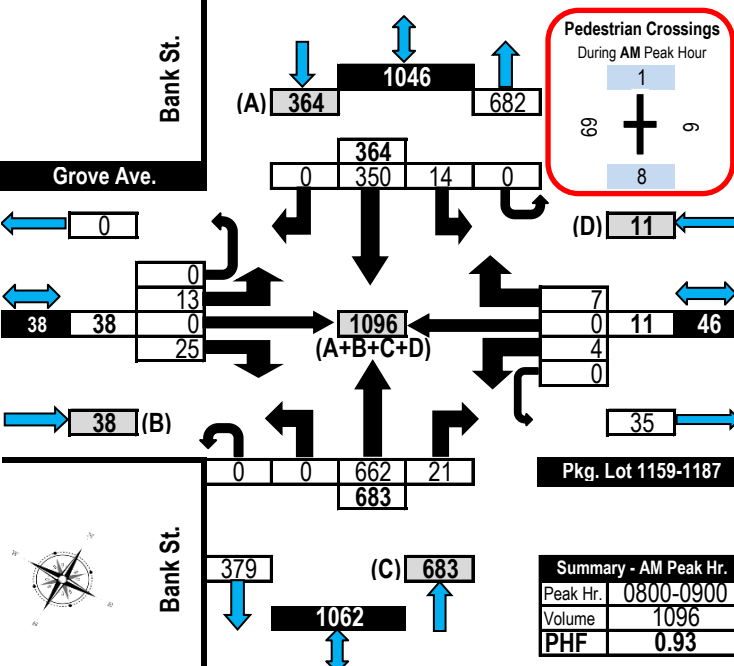 Pedestrian Crossings
During AM Peak Hour
1
69
9
8
Bank St.
1046
(A) 364
682
364
0 350 14 0
Grove Ave.
0
(D) 11
0
13
0
25
38 38
1096
(A+B+C+D)
7
0
4
0
11 46
38 (B)
35
0 0 662 21
683
Pkg. Lot 1159-1187
Bank St.
379
(C) 683
1062
Summary - AM Peak Hr.
Peak Hr. 0800-0900
Volume 1096
PHF 0.93